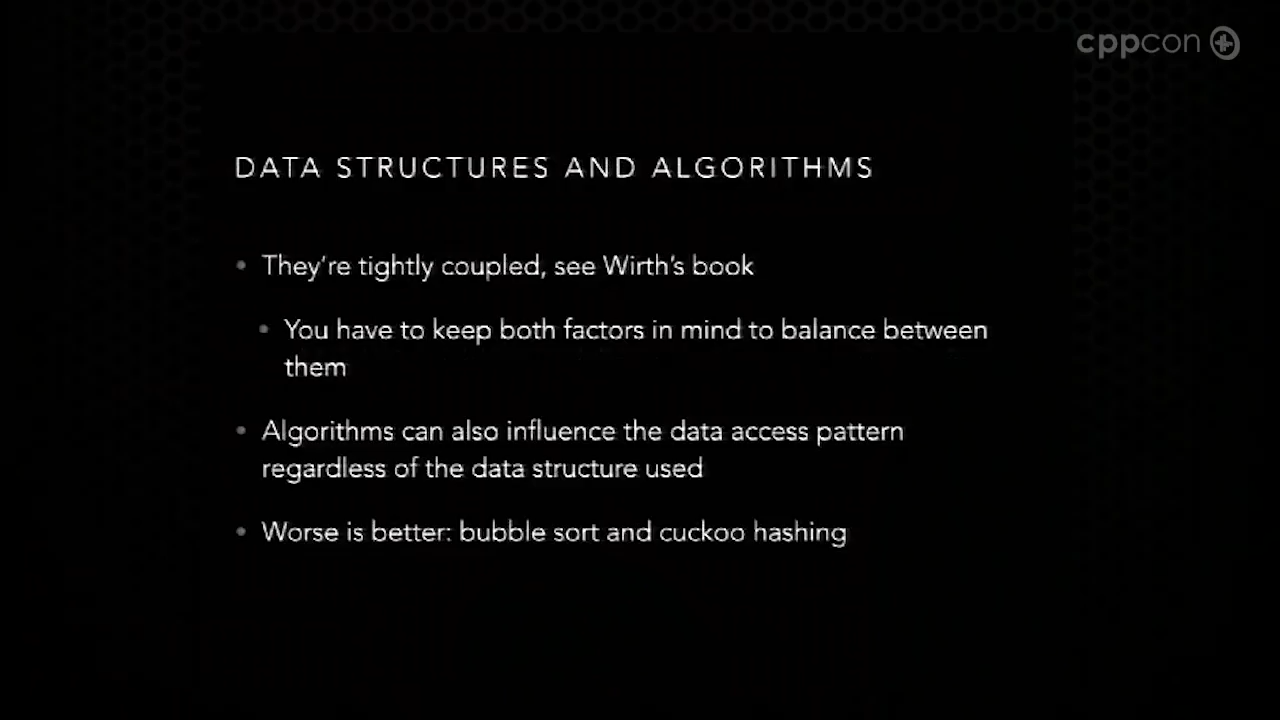 cppcon
DATA STRUCTURES AND ALGORITHMS
• They're tightly coupled, see Wirth's book
• You have to keep both factors in mind to balance between
them
• Algorithms can also influence the data access pattern
regardless of the data structure used
• Worse is better: bubble sort and cuckoo hashing